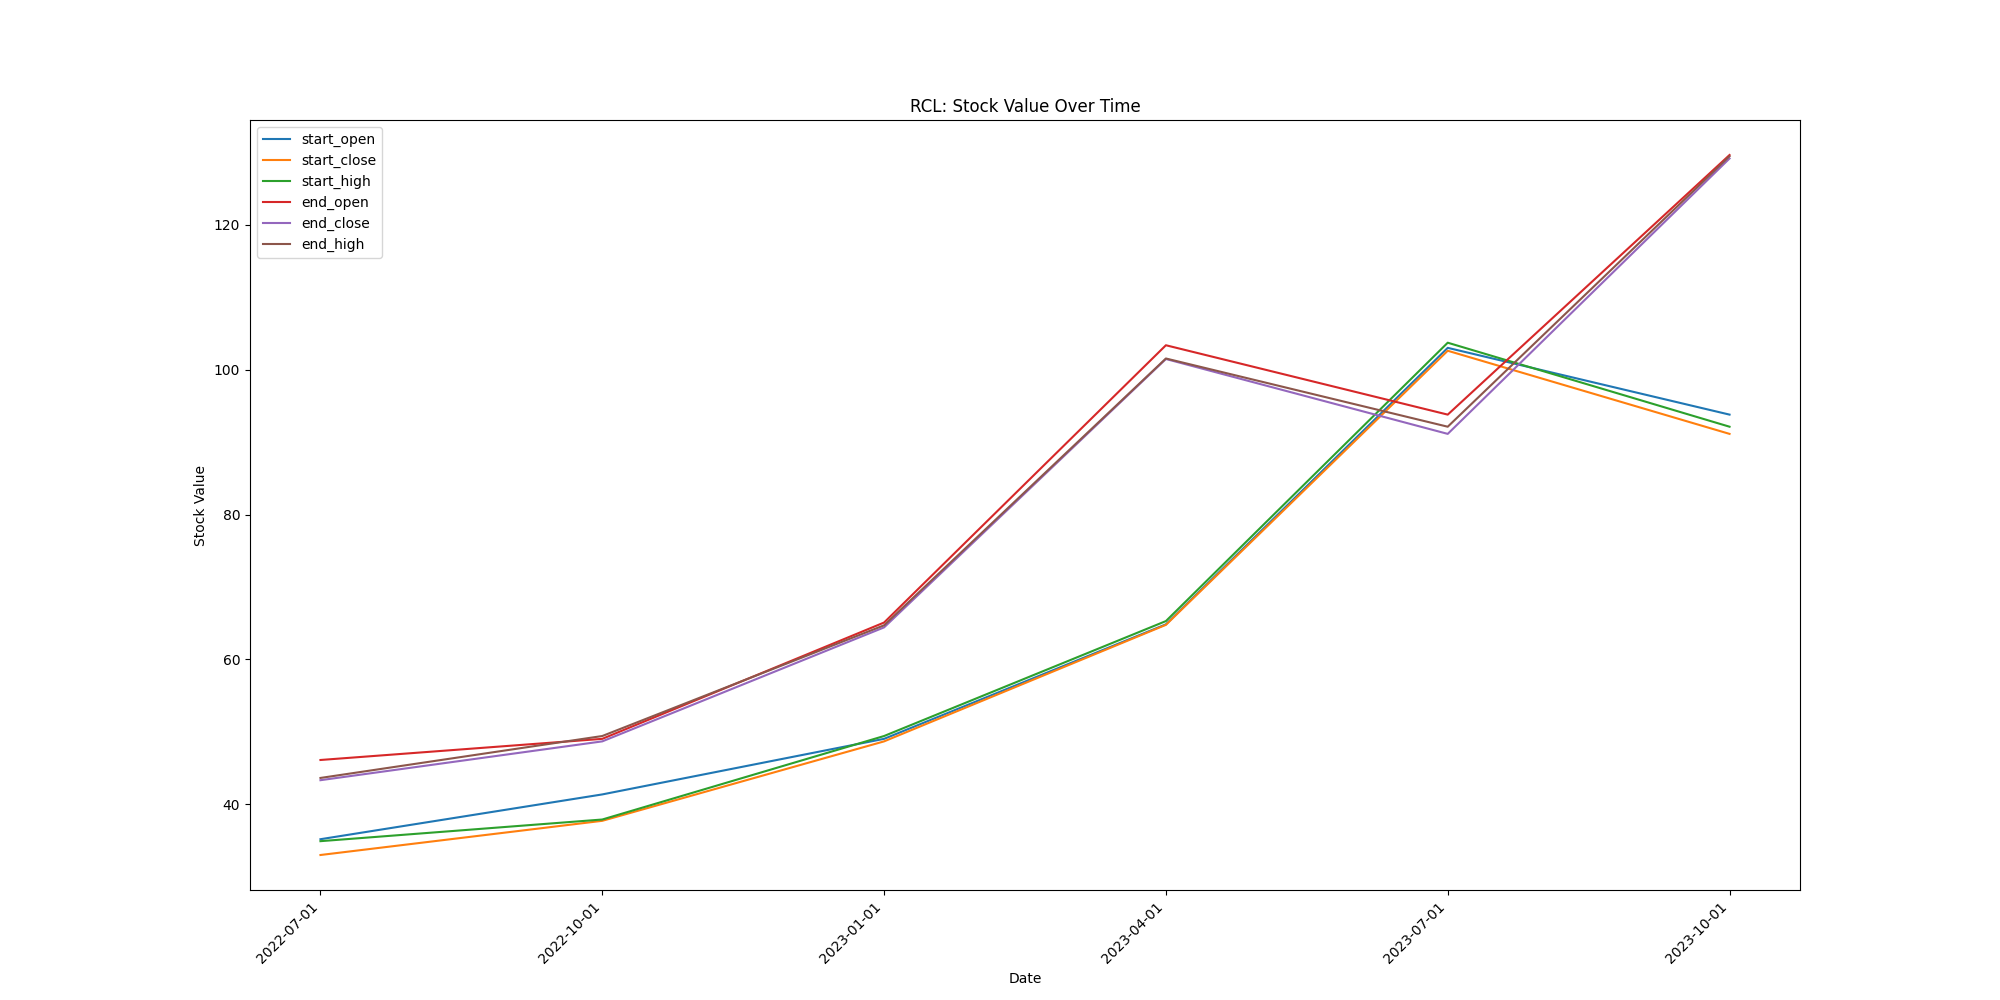 RCL: Stock Value Over Time
start_open
start_close
start_high
end_open
end_close
end_high
120
100
80
60
40
Stock Value
2022-07-01
2022-10-01
2023-01-01
2023-04-01
2023-07-01
2023-10-01
Date